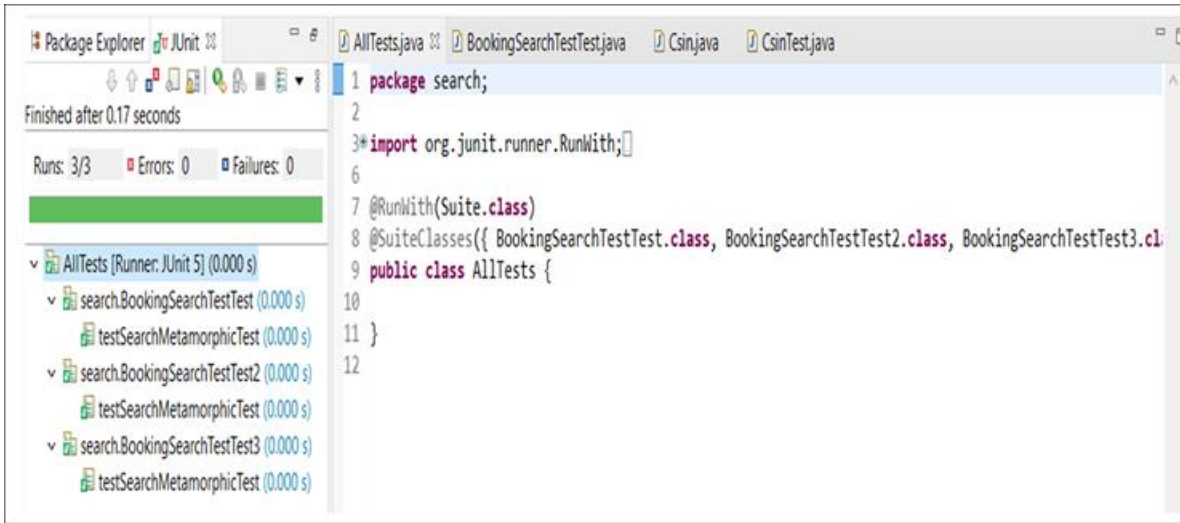 Package Explorer JUnit
Finished after 0.17 seconds
Runs: 3/3 Errors: 0 Failures: 0
AllTests [Runner: JUnit 5] (0.000 s)
search.BookingSearchTestTest (0.000 s)
testSearchMetamorphicTest (0.000 s)
search.BookingSearchTestTest2 (0.000 s)
testSearchMetamorphicTest (0.000 s)
search.BookingSearchTestTest3 (0.000 s)
testSearchMetamorphicTest (0.000 s)
AllTests.java BookingSearchTestTest.java Csin.java CsinTest.java
1 package search;
2
3 import org.junit.runner.RunWith;
6
7 @RunWith(Suite.class)
8 @SuiteClasses({ BookingSearchTestTest.class, BookingSearchTestTest2.class, BookingSearchTestTest3.cl
9 public class AllTests {
10
11 }
12